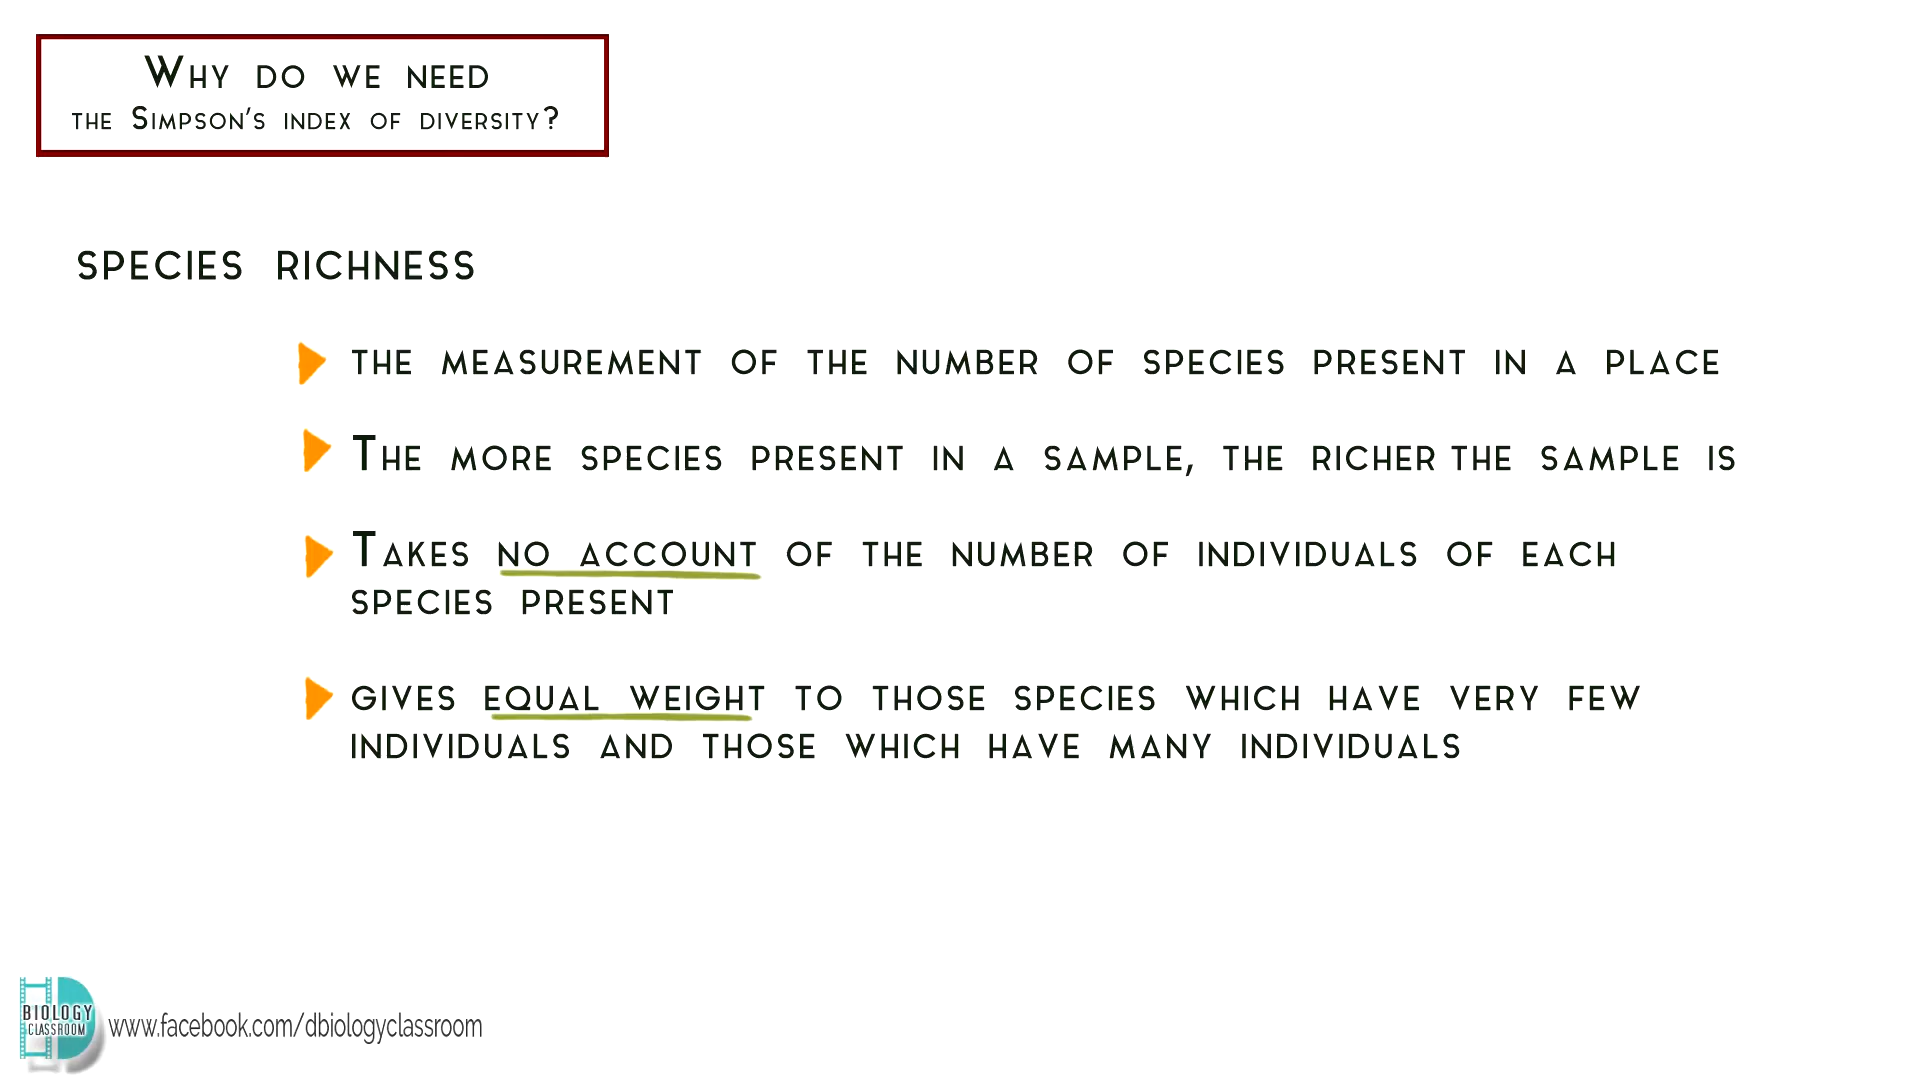 Why do we need
the Simpson's index of diversity?
SPECIES RICHNESS
THE MEASUREMENT OF THE NUMBER OF SPECIES PRESENT IN A PLACE
The more species present in a sample, the richer the sample is
Takes no account of the number of individuals of each
species present
GIVES EQUAL WEIGHT TO THOSE SPECIES WHICH HAVE VERY FEW
INDIVIDUALS AND THOSE WHICH HAVE MANY INDIVIDUALS
BIOLOGY
CLASSROOM
www.facebook.com/dbiologyclassroom